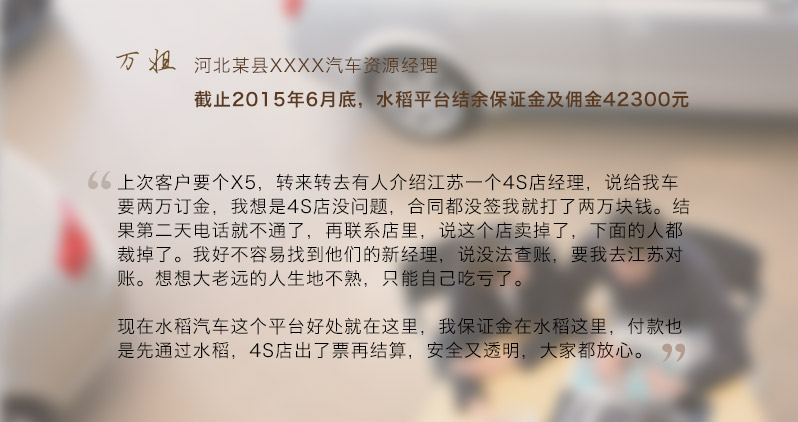 万姐 河北某县XXXX汽车资源经理
截止2015年6月底，水稻平台结余保证金及佣金42300元
“上次客户要个X5，转来转去有人介绍江苏一个4S店经理，说给我车
要两万订金，我想是4S店没问题，合同都没签我就打了两万块钱。结
果第二天电话就不通了，再联系店里，说这个店卖掉了，下面的人都
裁掉了。我好不容易找到他们的新经理，说没法查账，要我去江苏对
账。想想大老远的人生地不熟，只能自己吃亏了。
现在水稻汽车这个平台好处就在这里，我保证金在水稻这里，付款也
是先通过水稻，4S店出了票再结算，安全又透明，大家都放心。”